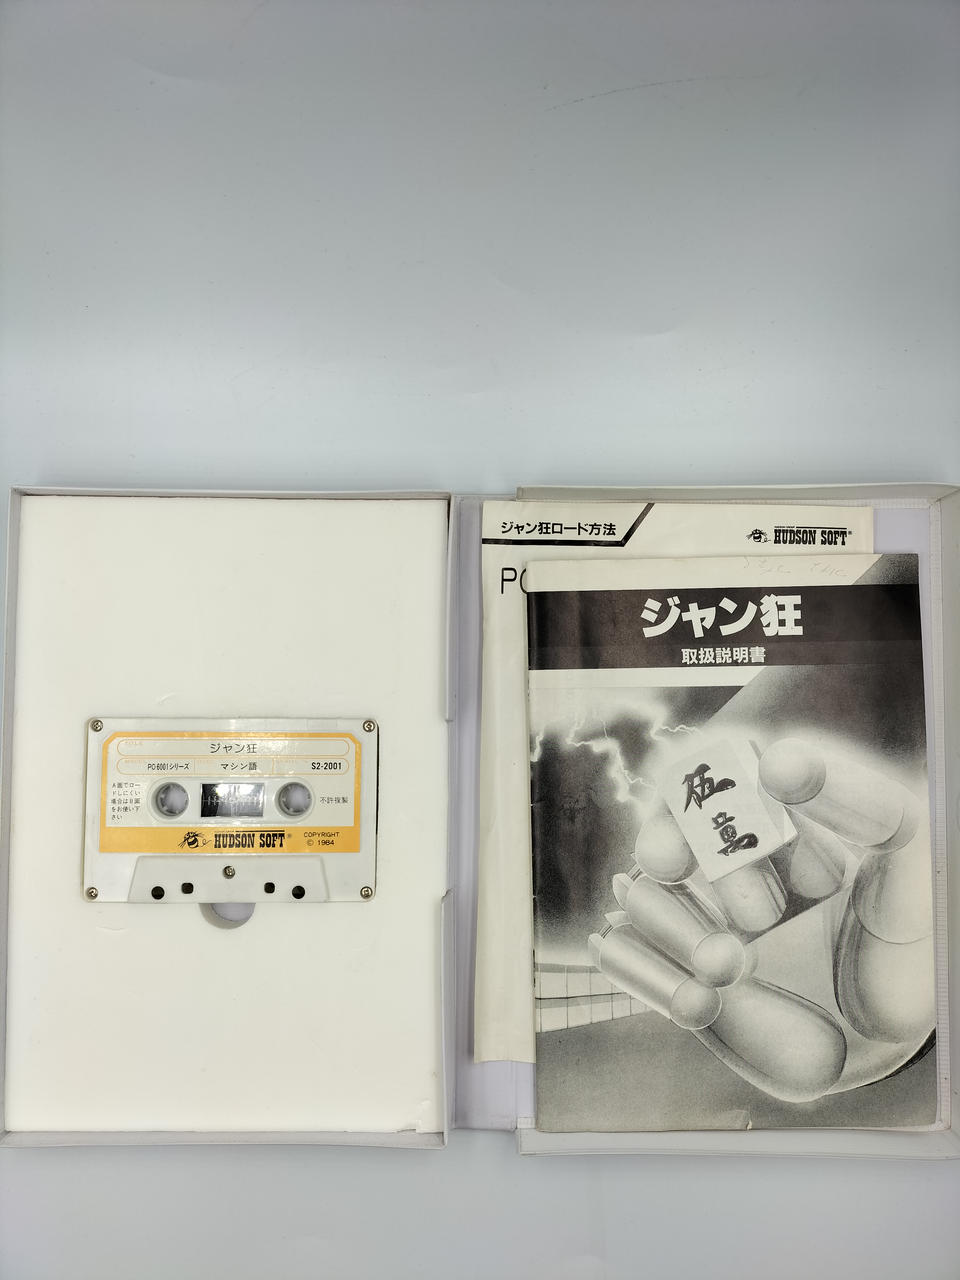 ジャン狂
PC-6001シリーズ
マシン語
S2-2001
A面でロー
ドしにくい
場合はB面
をお使い下
さい
不許複製
HUDSON SOFT®
COPYRIGHT
© 1984
ジャン狂ロード方法
HUDSON SOFT®
PC
ジャン狂
取扱説明書
伍
萬